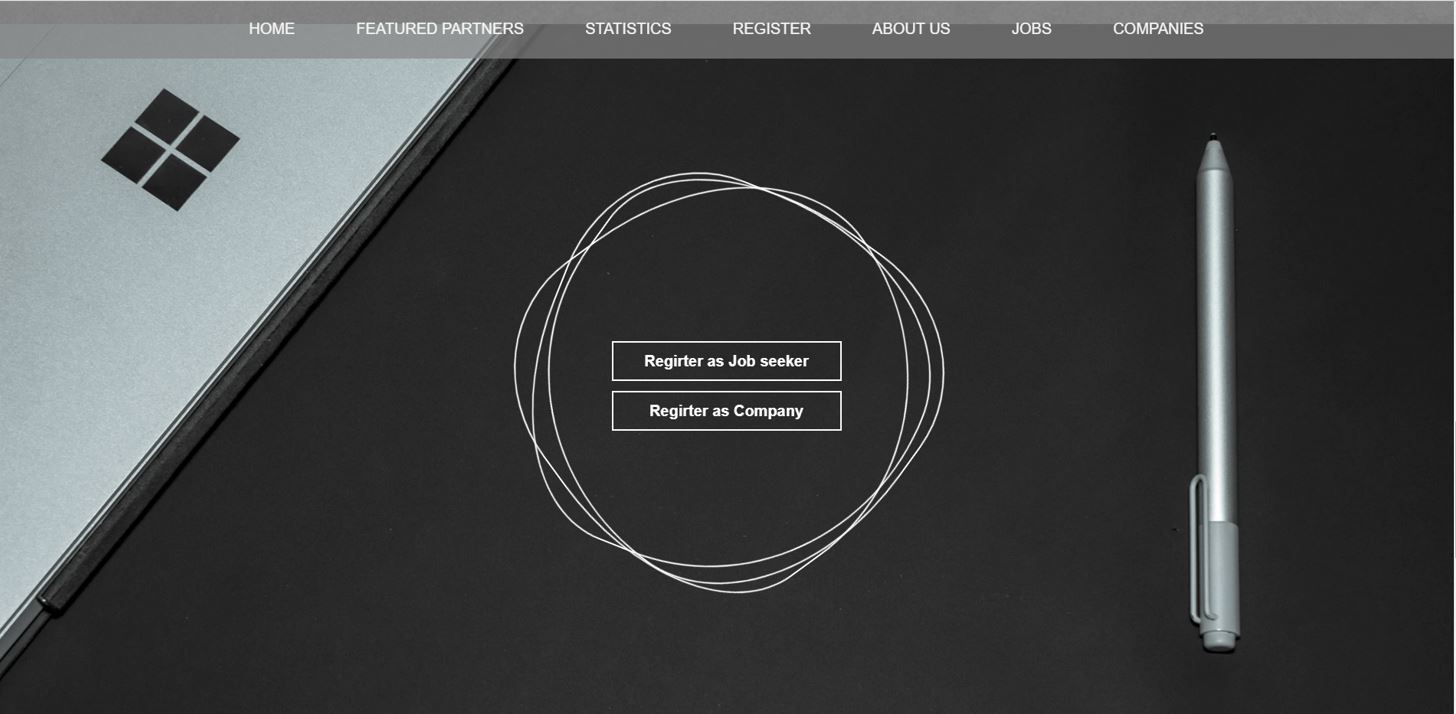 HOME FEATURED PARTNERS STATISTICS REGISTER ABOUT US JOBS COMPANIES
Regirter as Job seeker
Regirter as Company